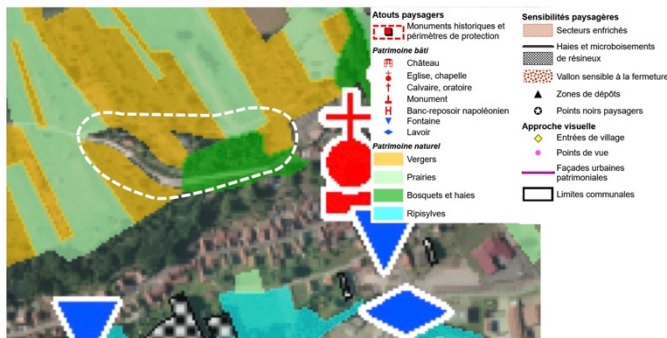 Atouts paysagers
Monuments historiques et
périmètres de protection
Patrimoine bâti
Château
Eglise, chapelle
Calvaire, oratoire
Monument
Banc-reposoir napoléonien
Fontaine
Lavoir
Patrimoine naturel
Vergers
Prairies
Bosquets et haies
Ripisylves
Sensibilités paysagères
Secteurs enfrichés
Haies et microboisements
de résineux
Vallon sensible à la fermeture
Zones de dépôts
Points noirs paysagers
Approche visuelle
Entrées de village
Points de vue
Façades urbaines
patrimoniales
Limites communales